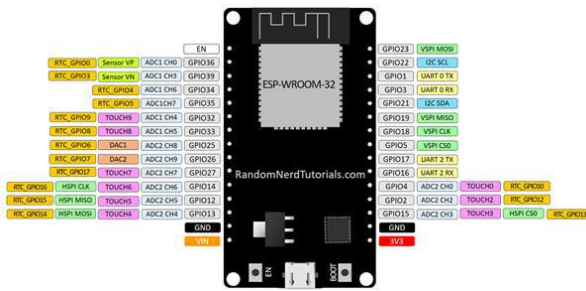 EN GPIO23 VSPI MOSI
RTC_GPIO0 Sensor VP ADC1 CH0 GPIO36 GPIO22 I2C SCL
RTC_GPIO3 Sensor VN ADC1 CH3 GPIO39 GPIO1 UART 0 TX
RTC_GPIO4 ADC1 CH6 GPIO34 GPIO3 UART 0 RX
RTC_GPIO5 ADC1CH7 GPIO35 GPIO21 I2C SDA
RTC_GPIO9 TOUCH9 ADC1 CH4 GPIO32 GPIO19 VSPI MISO
RTC_GPIO8 TOUCH8 ADC1 CH5 GPIO33 GPIO18 VSPI CLK
RTC_GPIO6 DAC1 ADC2 CH8 GPIO25 GPIO5 VSPI CS0
RTC_GPIO7 DAC2 ADC2 CH9 GPIO26 GPIO17 UART 2 TX
RTC_GPIO17 TOUCH7 ADC2 CH7 GPIO27 GPIO16 UART 2 RX
RTC_GPIO16 HSPI CLK TOUCH6 ADC2 CH6 GPIO14 GPIO4 ADC2 CH0 TOUCH0 RTC_GPIO10
RTC_GPIO15 HSPI MISO TOUCH5 ADC2 CH5 GPIO12 GPIO2 ADC2 CH2 TOUCH2 RTC_GPIO12
RTC_GPIO14 HSPI MOSI TOUCH4 ADC2 CH4 GPIO13 GPIO15 ADC2 CH3 TOUCH3 HSPI CS0 RTC_GPIO13
GND GND
VIN 3V3
ESP-WROOM-32
RandomNerdTutorials.com
EN BOOT